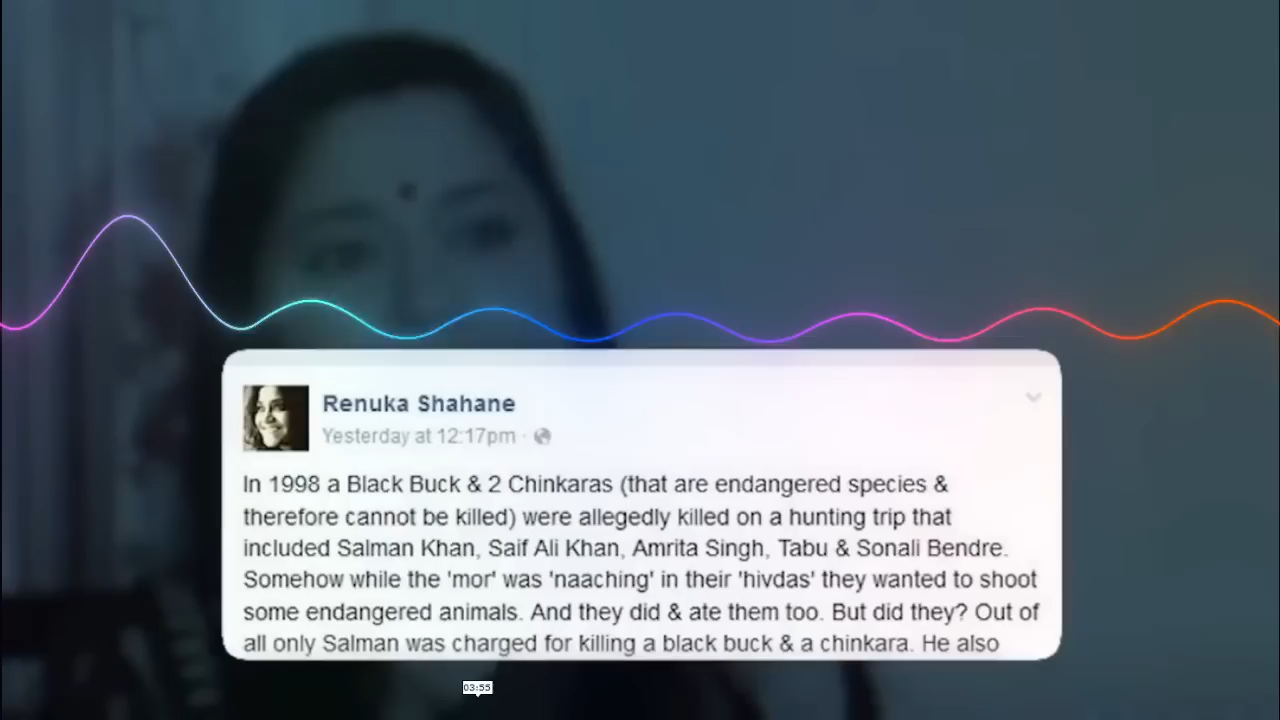 Renuka Shahane
Yesterday at 12:17pm ·
In 1998 a Black Buck & 2 Chinkaras (that are endangered species &
therefore cannot be killed) were allegedly killed on a hunting trip that
included Salman Khan, Saif Ali Khan, Amrita Singh, Tabu & Sonali Bendre.
Somehow while the 'mor' was 'naaching' in their 'hivdas' they wanted to shoot
some endangered animals. And they did & ate them too. But did they? Out of
all only Salman was charged for killing a black buck & a chinkara. He also
03:55